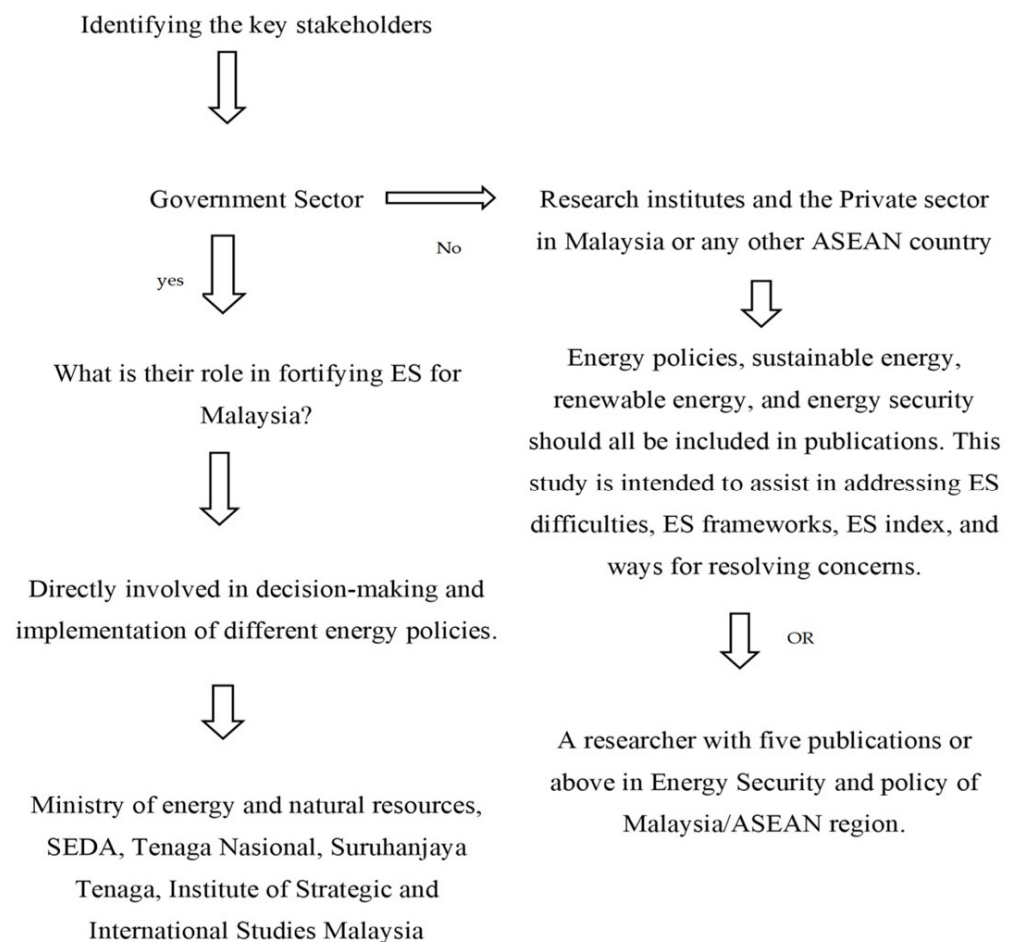 Identifying the key stakeholders
Government Sector
No
yes
What is their role in fortifying ES for
Malaysia?
Directly involved in decision-making and
implementation of different energy policies.
Ministry of energy and natural resources,
SEDA, Tenaga Nasional, Suruhanjaya
Tenaga, Institute of Strategic and
International Studies Malaysia
Research institutes and the Private sector
in Malaysia or any other ASEAN country
Energy policies, sustainable energy,
renewable energy, and energy security
should all be included in publications. This
study is intended to assist in addressing ES
difficulties, ES frameworks, ES index, and
ways for resolving concerns.
OR
A researcher with five publications or
above in Energy Security and policy of
Malaysia/ASEAN region.